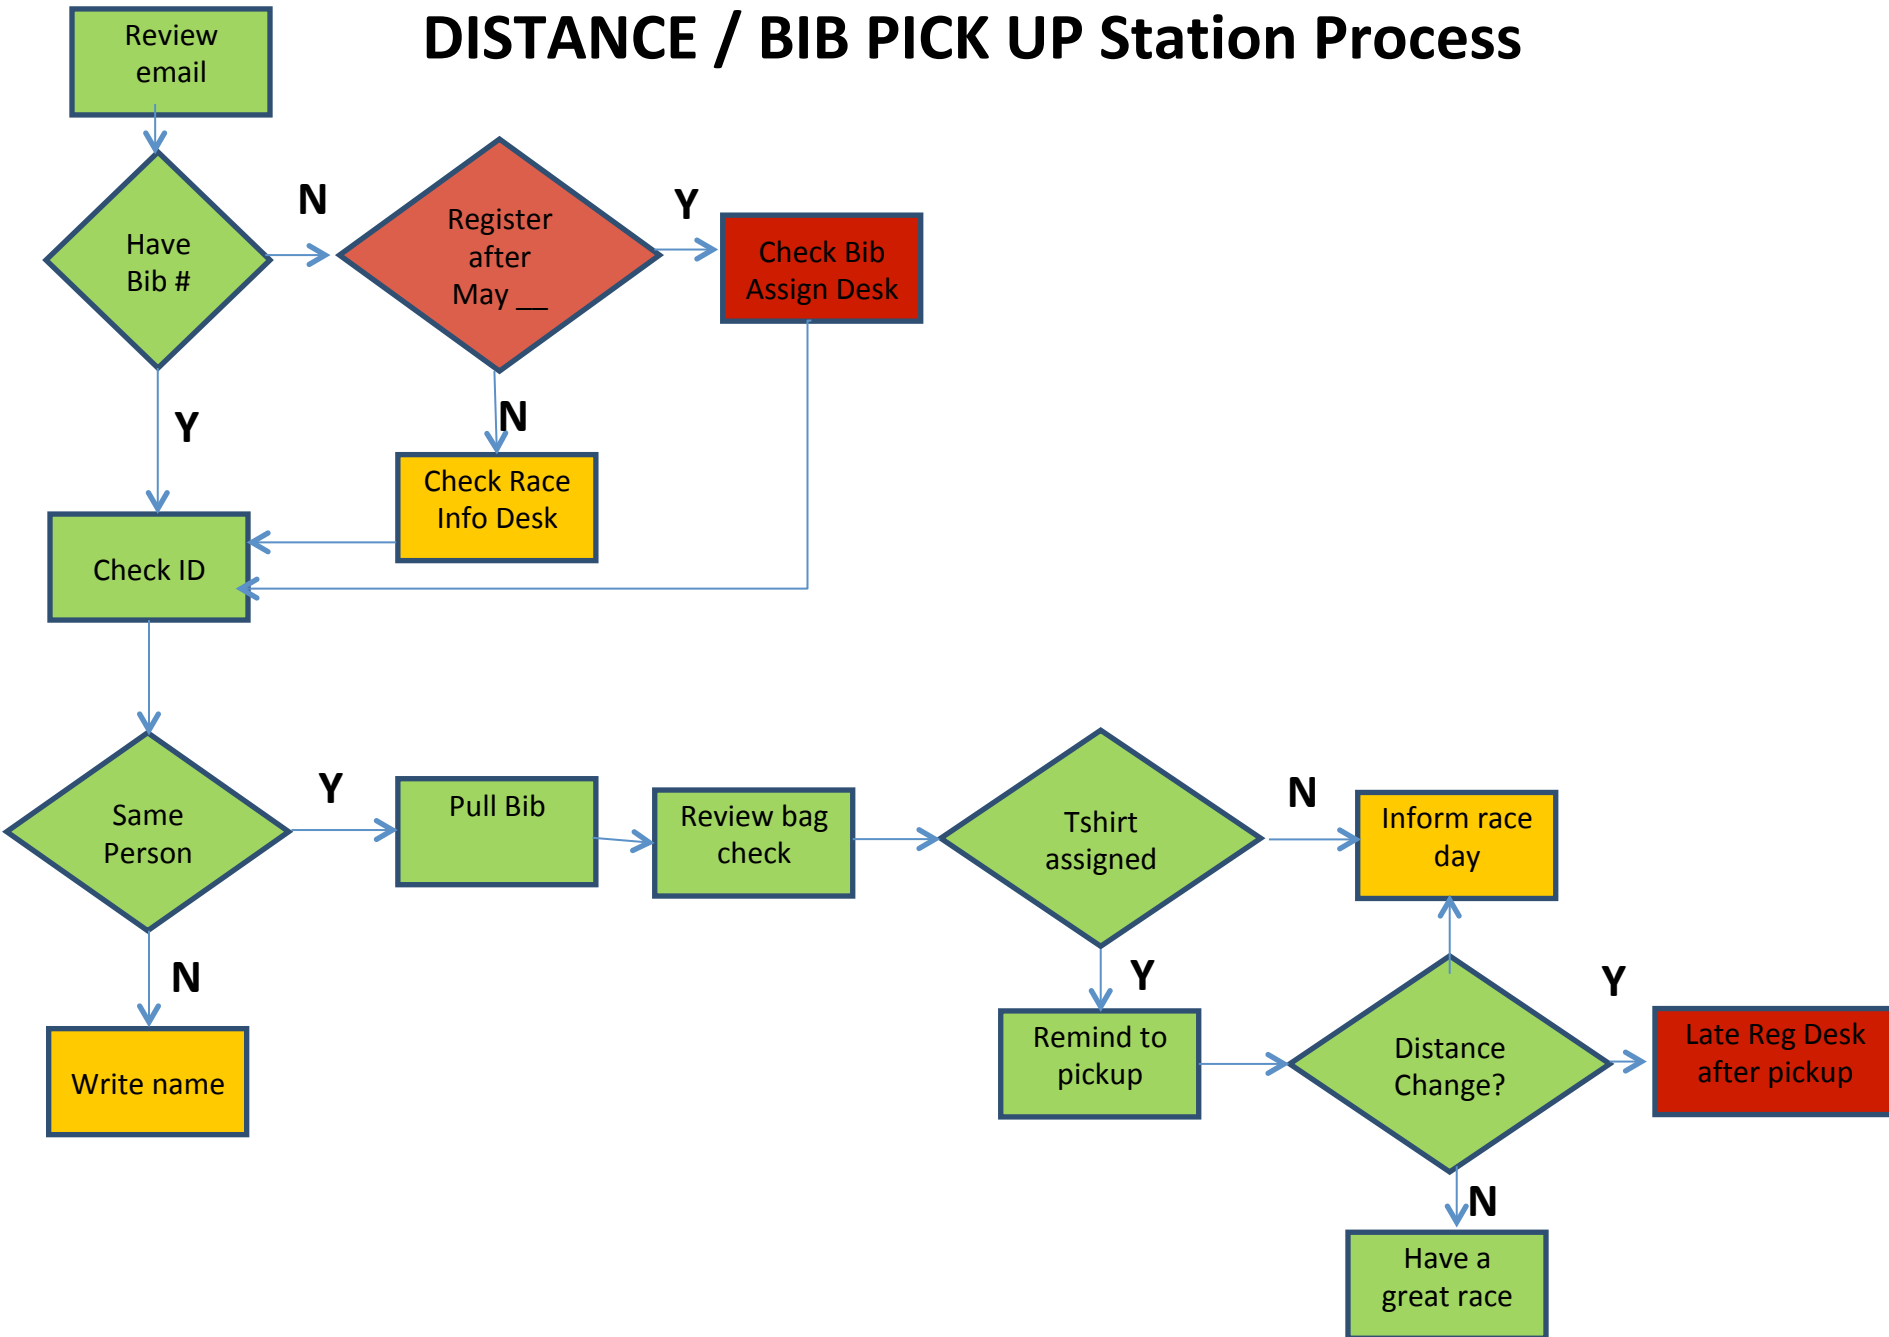 DISTANCE / BIB PICK UP Station Process
Review
email
Have
Bib #
N
Register
after
May __
Y
Check Bib
Assign Desk
Y
N
Check Race
Info Desk
Check ID
Same
Person
Y
Pull Bib
Review bag
check
Tshirt
assigned
N
Inform race
day
N
Write name
Y
Remind to
pickup
Distance
Change?
Y
Late Reg Desk
after pickup
N
Have a
great race